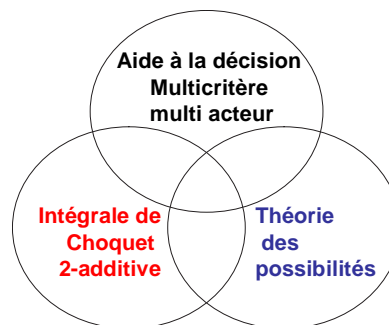 Aide à la décision
Multicritère
multi acteur
Intégrale de
Choquet
2-additive
Théorie
des
possibilités